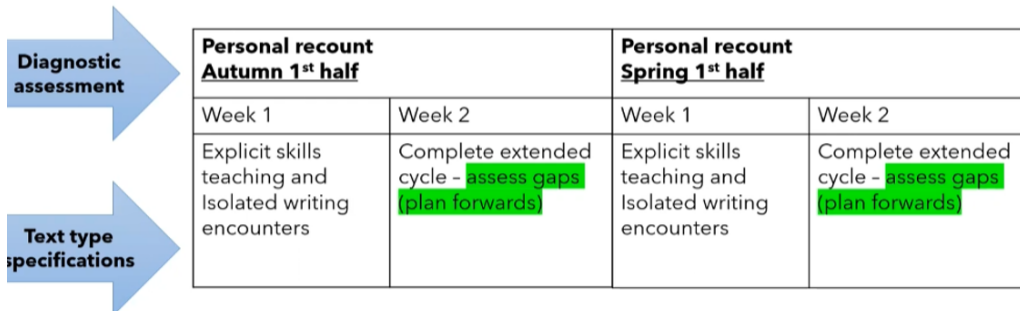 Diagnostic
assessment
Text type
specifications
Personal recount
Autumn 1st half
Personal recount
Spring 1st half
Week 1
Week 2
Week 1
Week 2
Explicit skills
teaching and
Isolated writing
encounters
Complete extended
cycle – assess gaps
(plan forwards)
Explicit skills
teaching and
Isolated writing
encounters
Complete extended
cycle – assess gaps
(plan forwards)